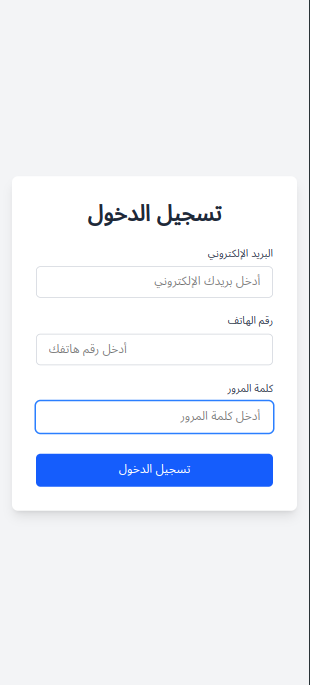 تسجيل الدخول
البريد الإلكتروني
أدخل بريدك الإلكتروني
رقم الهاتف
أدخل رقم هاتفك
كلمة المرور
أدخل كلمة المرور
تسجيل الدخول